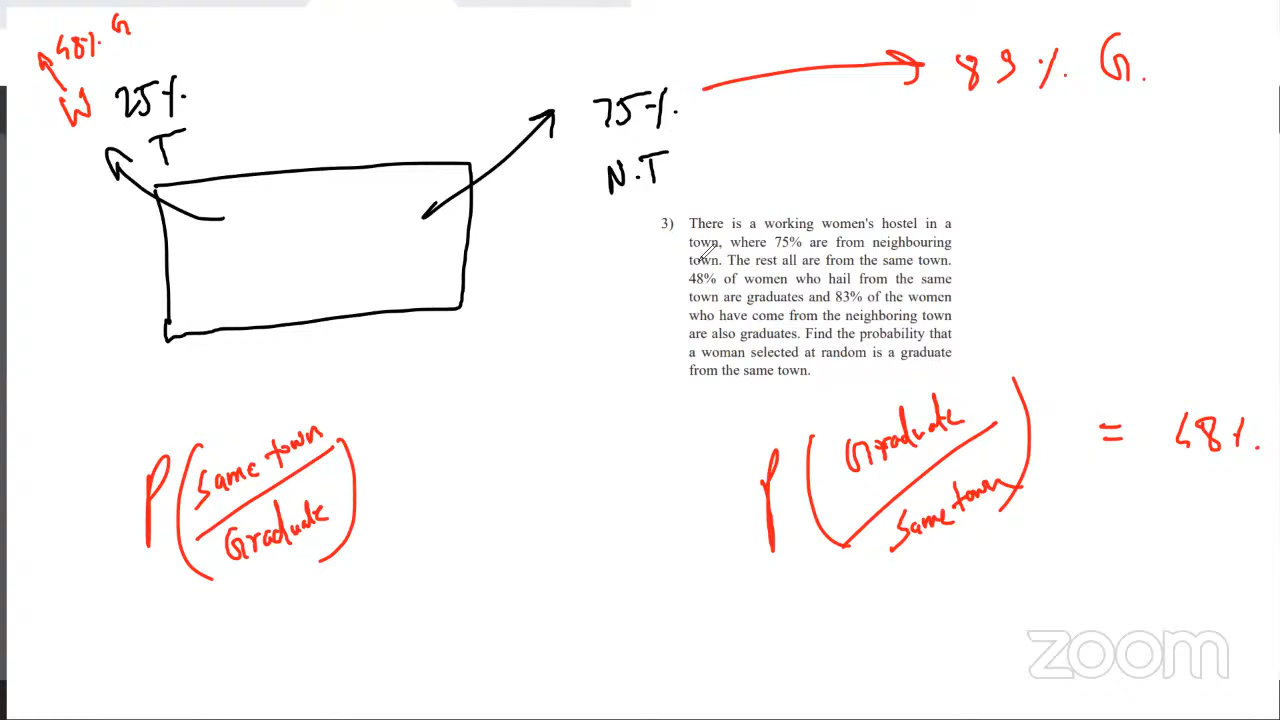 48% G
W 25%
T
75%
N.T
83% G.
3) There is a working women's hostel in a
town, where 75% are from neighbouring
town. The rest all are from the same town.
48% of women who hail from the same
town are graduates and 83% of the women
who have come from the neighboring town
are also graduates. Find the probability that
a woman selected at random is a graduate
from the same town.
P(Same town
Graduate)
P(Graduate
Same town) = 48%.
zoom